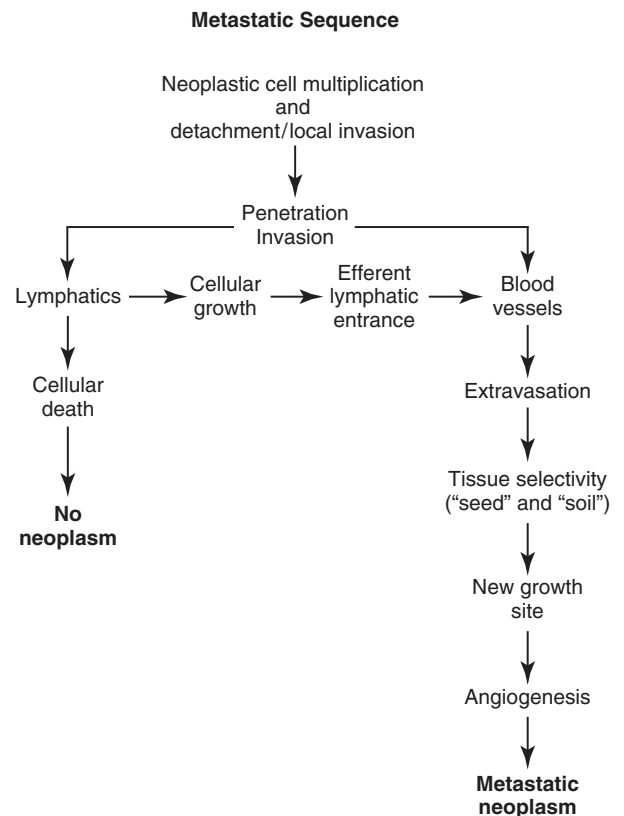 Metastatic Sequence
Neoplastic cell multiplication
and
detachment/local invasion
Penetration
Invasion
Lymphatics
Cellular
growth
Efferent
lymphatic
entrance
Blood
vessels
Cellular
death
No
neoplasm
Extravasation
Tissue selectivity
(“seed” and “soil”)
New growth
site
Angiogenesis
Metastatic
neoplasm